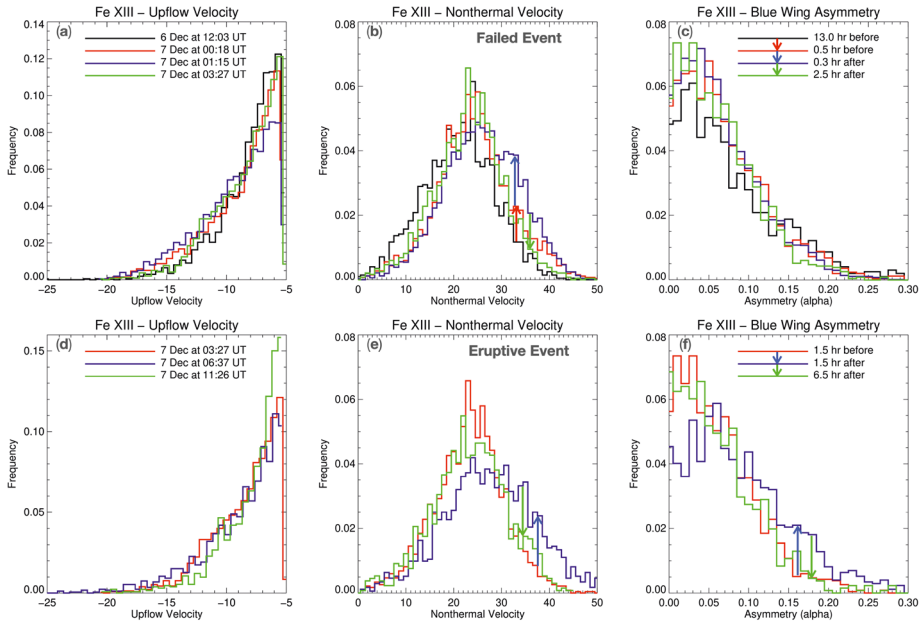 Fe XIII – Upflow Velocity
(a)
6 Dec at 12:03 UT
7 Dec at 00:18 UT
7 Dec at 01:15 UT
7 Dec at 03:27 UT
0.14
0.12
0.10
0.08
0.06
0.04
0.02
0.00
Frequency
−25 −20 −15 −10 −5
Upflow Velocity
Fe XIII – Nonthermal Velocity
(b)
Failed Event
0.08
0.06
0.04
0.02
0.00
Frequency
0 10 20 30 40 50
Nonthermal Velocity
Fe XIII – Blue Wing Asymmetry
(c)
13.0 hr before
0.5 hr before
0.3 hr after
2.5 hr after
0.08
0.06
0.04
0.02
0.00
Frequency
0.00 0.05 0.10 0.15 0.20 0.25 0.30
Asymmetry (alpha)
Fe XIII – Upflow Velocity
(d)
7 Dec at 03:27 UT
7 Dec at 06:37 UT
7 Dec at 11:26 UT
0.15
0.10
0.05
0.00
Frequency
−25 −20 −15 −10 −5
Upflow Velocity
Fe XIII – Nonthermal Velocity
(e)
Eruptive Event
0.08
0.06
0.04
0.02
0.00
Frequency
0 10 20 30 40 50
Nonthermal Velocity
Fe XIII – Blue Wing Asymmetry
(f)
1.5 hr before
1.5 hr after
6.5 hr after
0.08
0.06
0.04
0.02
0.00
Frequency
0.00 0.05 0.10 0.15 0.20 0.25 0.30
Asymmetry (alpha)